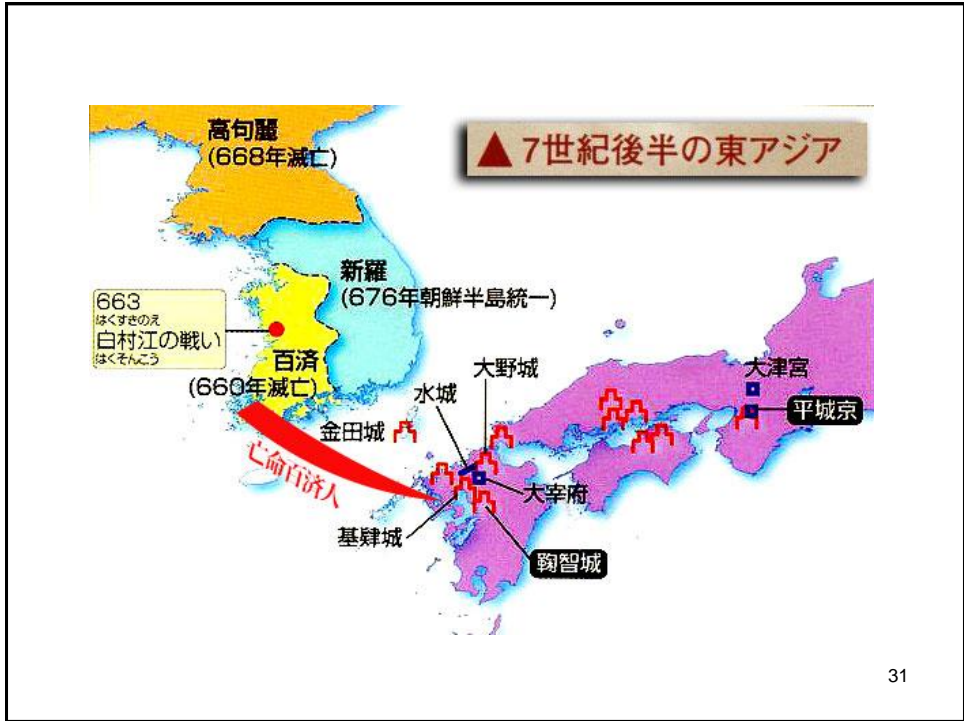 ▲7世紀後半の東アジア
高句麗
(668年滅亡)
新羅
(676年朝鮮半島統一)
663
はくすきのえ
白村江の戦い
はくそんこう
百済
(660年滅亡)
亡命百済人
金田城
水城
大野城
大宰府
基肄城
鞠智城
大津宮
平城京
31